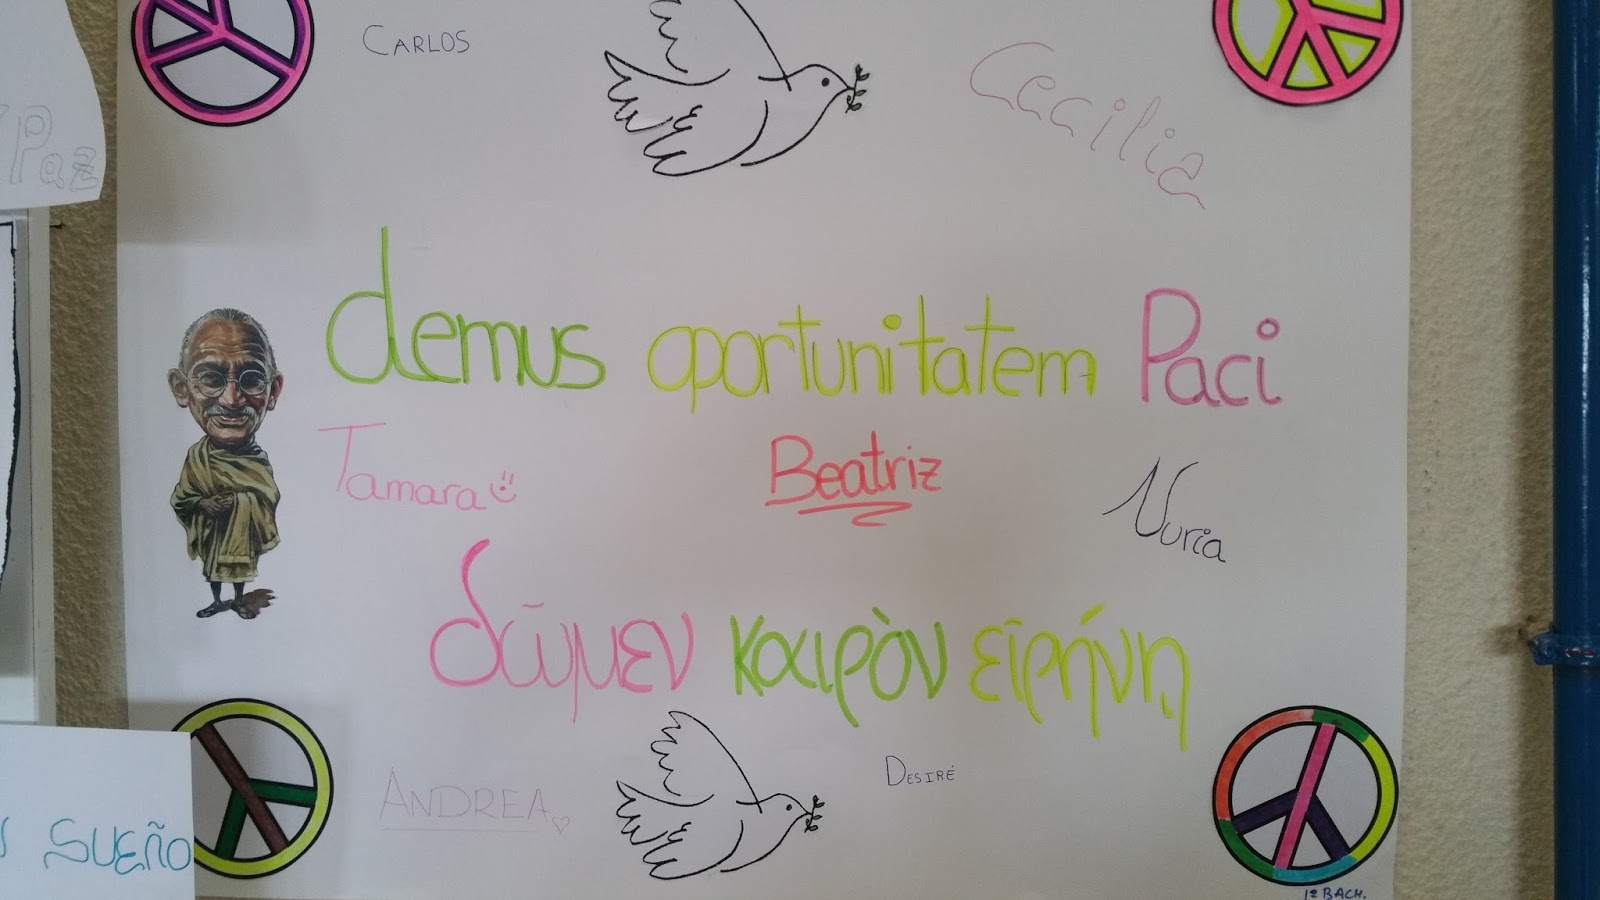 CARLOS
Cecilia
Paz
demus oportunitatem Paci
Tamara
Beatriz
Nuria
δῶμεν καιρὸν εἰρήνῃ
ANDREA
DESIRÉ
SUEÑO
1º BACH.